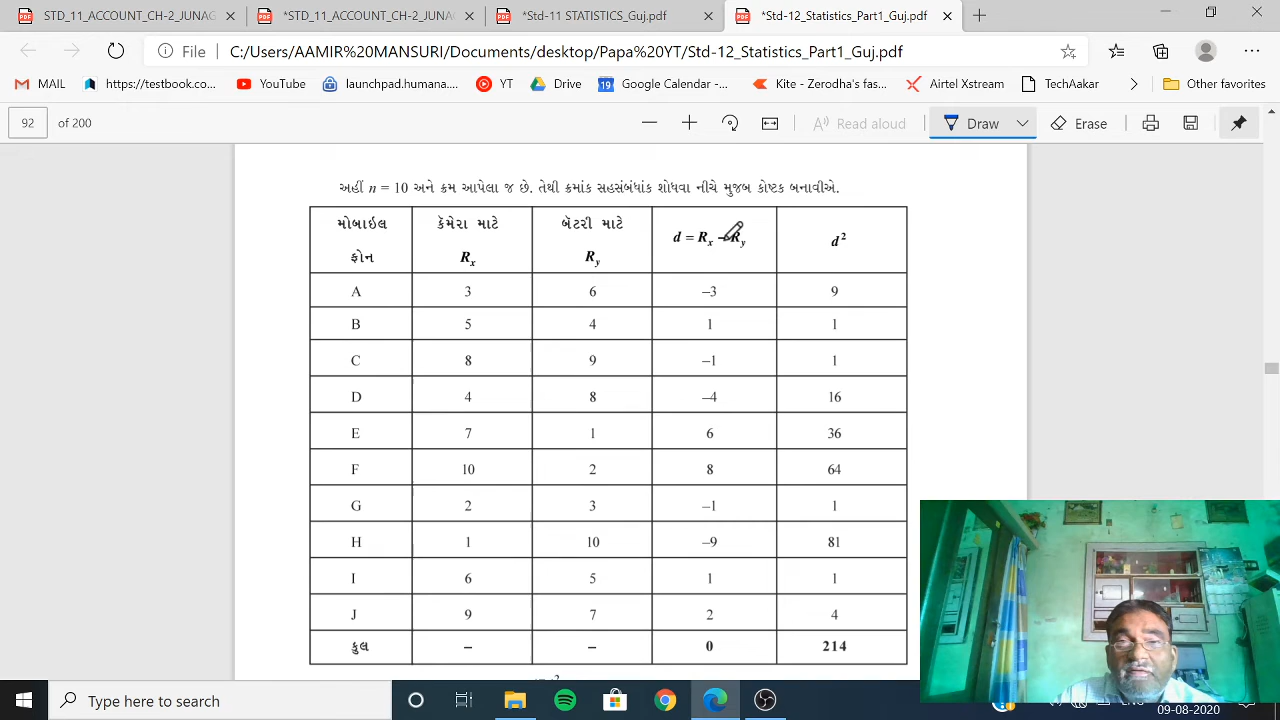 STD_11_ACCOUNT_CH-2_JUNAG
*STD_11_ACCOUNT_CH-2_JUNA
*Std-11 STATISTICS_Guj.pdf
*Std-12_Statistics_Part1_Guj.pdf
File C:/Users/AAMIR%20MANSURI/Documents/desktop/Papa%20YT/Std-12_Statistics_Part1_Guj.pdf
MAIL https://testbook.co... YouTube launchpad.humana.... YT Drive Google Calendar -... Kite - Zerodha's fas... Airtel Xstream TechAakar Other favorites
92 of 200 Read aloud Draw Erase
અહીં n = 10 અને ક્રમ આપેલા જ છે. તેથી ક્રમાંક સહસંબંધાંક શોધવા નીચે મુજબ કોષ્ટક બનાવીએ.
મોબાઇલ ફોન કૅમેરા માટે Rx બૅટરી માટે Ry d = Rx – Ry d²
A 3 6 –3 9
B 5 4 1 1
C 8 9 –1 1
D 4 8 –4 16
E 7 1 6 36
F 10 2 8 64
G 2 3 –1 1
H 1 10 –9 81
I 6 5 1 1
J 9 7 2 4
કુલ – – 0 214
Type here to search
ENG
09-08-2020